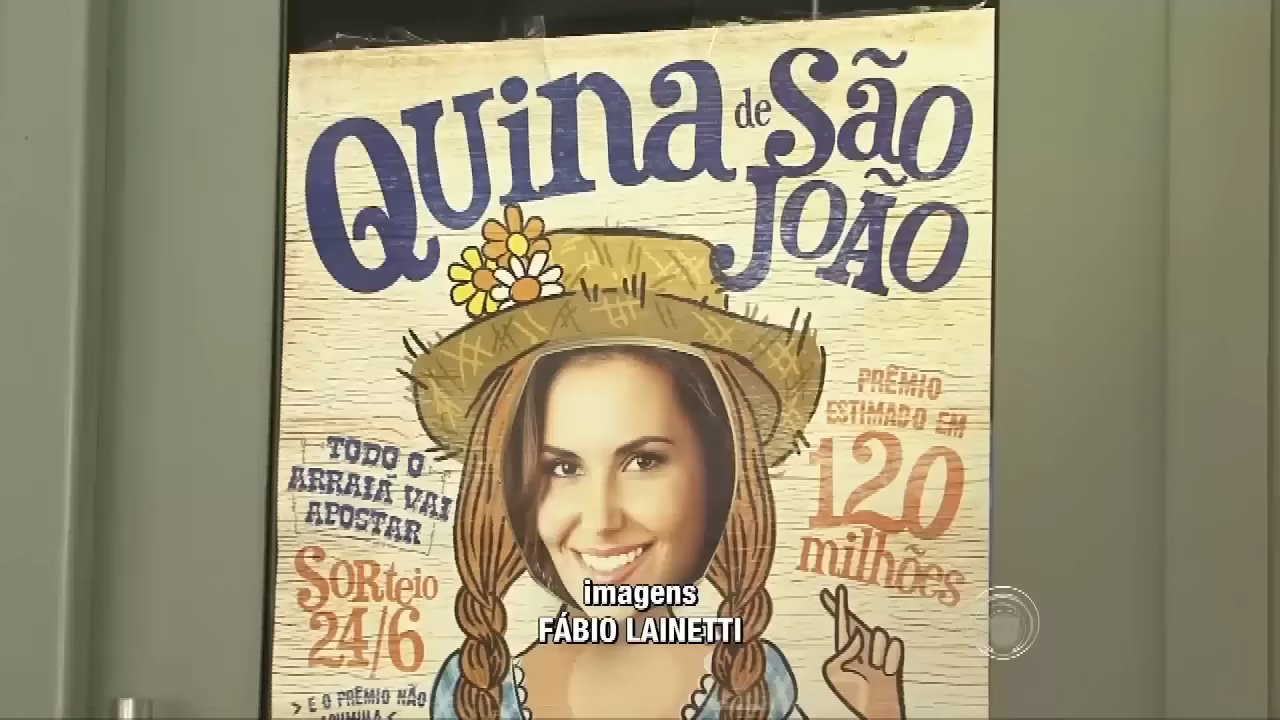 QUina de São
João
PRÊMIO
ESTIMADO EM
120
milhões
TODO O
ARRAIÁ VAI
APOSTAR
SORteio
24/6
> E O PRÊMIO NÃO
imagens
FÁBIO LAINETTI